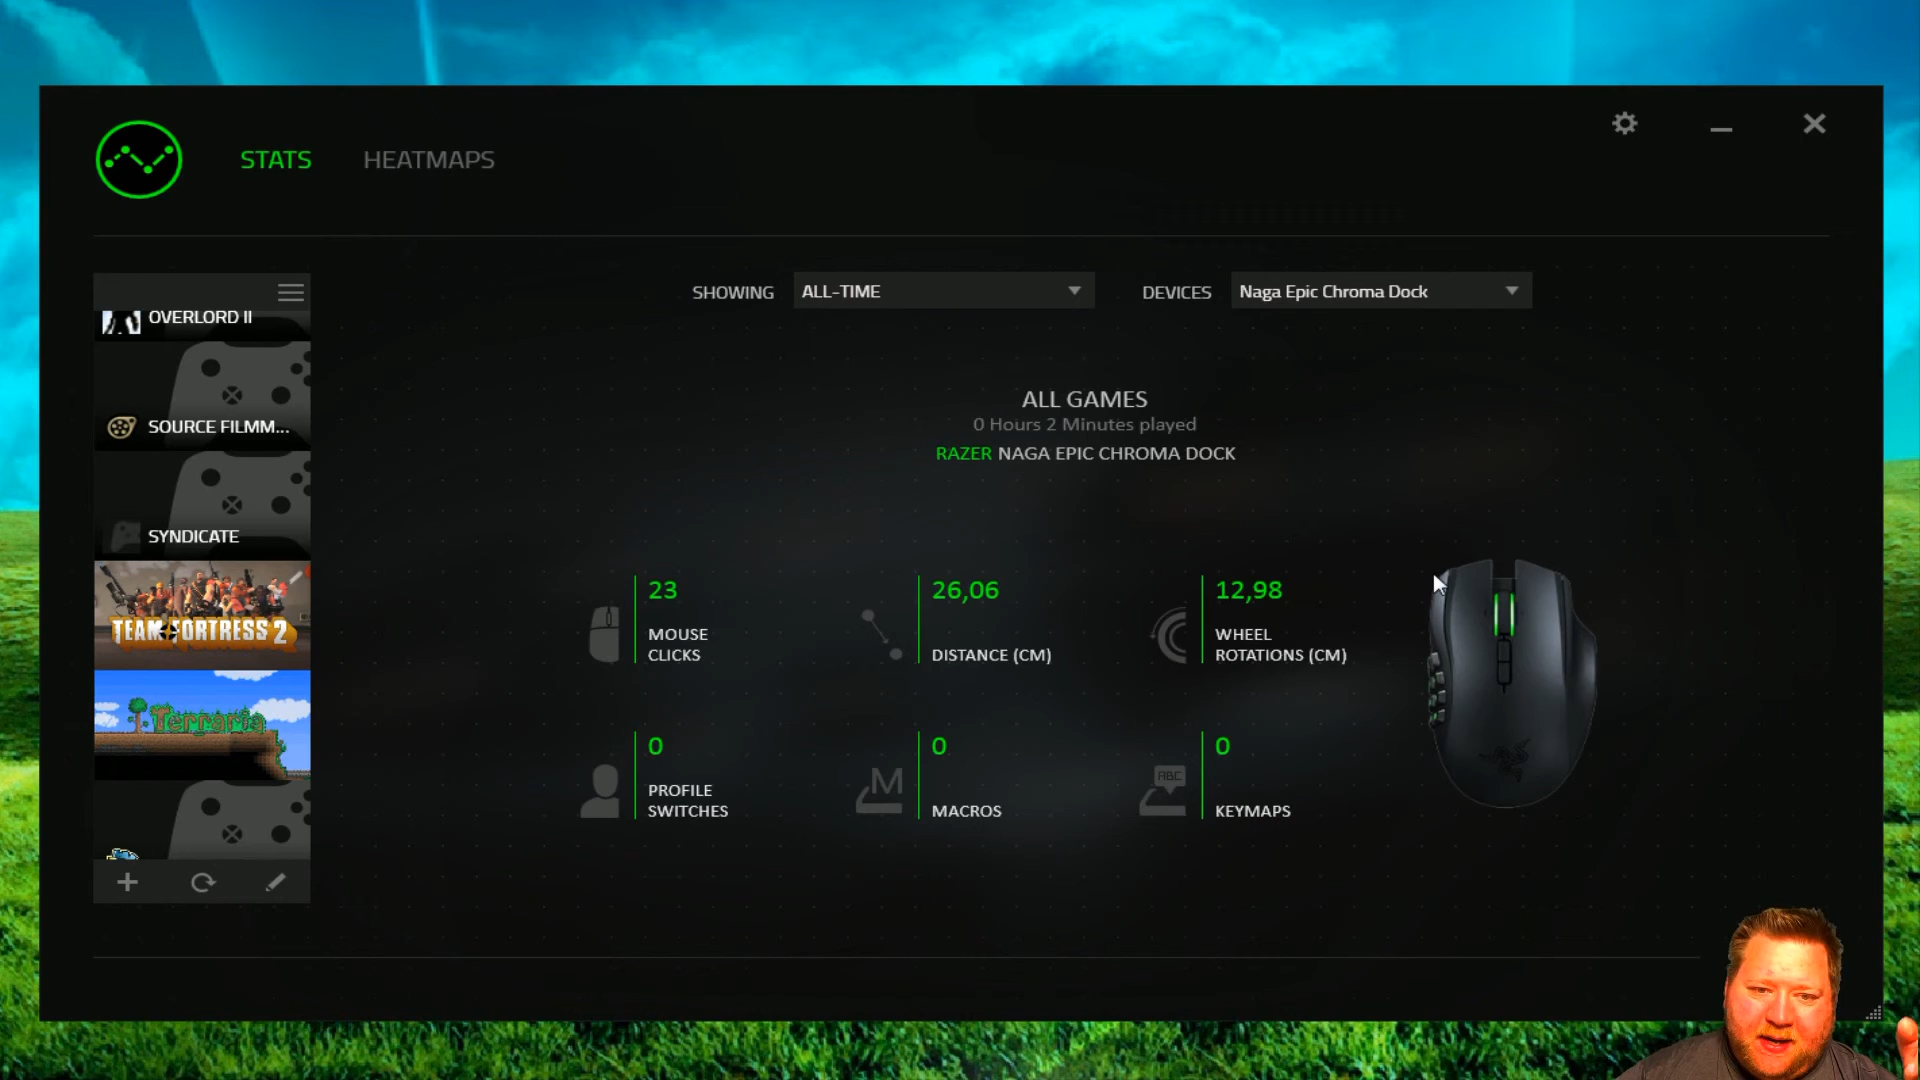 STATS HEATMAPS
SHOWING ALL-TIME DEVICES Naga Epic Chroma Dock
OVERLORD II
SOURCE FILMM...
SYNDICATE
TEAM FORTRESS 2
Terraria
ALL GAMES
0 Hours 2 Minutes played
RAZER NAGA EPIC CHROMA DOCK
23
MOUSE
CLICKS
26,06
DISTANCE (CM)
12,98
WHEEL
ROTATIONS (CM)
0
PROFILE
SWITCHES
M
0
MACROS
ABC
0
KEYMAPS